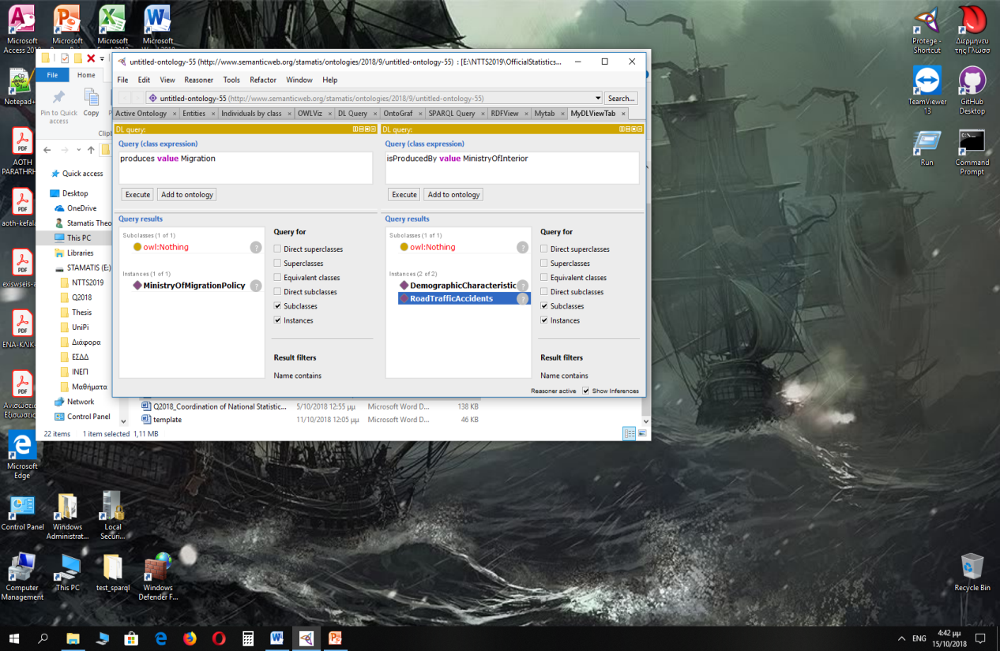 Microsoft
Access 2010
Microsoft
Microsoft
Microsoft
Protege -
Shortcut
Διερμηνευ
της Γλωσσ
Notepad+
TeamViewer
13
GitHub
Desktop
Run
Command
Prompt
ΑΟΤΗ
PARATHRH
aoth-kefala
exiswseis-a
ΕΝΑ-ΚΛΙΚ-
Ανισωσει
Εξισωσεις
Microsoft
Edge
Control Panel
Windows
Administrat...
Local
Securi...
Computer
Management
This PC
test_sparql
Windows
Defender F...
Recycle Bin
File
Home
Pin to Quick
access
Copy
Clip
Quick access
Desktop
OneDrive
Stamatis Theo
This PC
Libraries
STAMATIS (E:)
NTTS2019
Q2018
Thesis
UniPi
Διάφορα
ΕΣΔΔ
ΙΝΕΠ
Μαθήματα
Network
Control Panel
Q2018_Coordination of National Statistic... 5/10/2018 12:55 μμ Microsoft Word D... 138 KB
template 11/10/2018 12:05 μμ Microsoft Word D... 46 KB
22 items 1 item selected 1,11 MB
untitled-ontology-55 (http://www.semanticweb.org/stamatis/ontologies/2018/9/untitled-ontology-55) : [E:\NTTS2019\OfficialStatistics...
File Edit View Reasoner Tools Refactor Window Help
untitled-ontology-55 (http://www.semanticweb.org/stamatis/ontologies/2018/9/untitled-ontology-55) Search...
Active Ontology × Entities × Individuals by class × OWLViz × DL Query × OntoGraf × SPARQL Query × RDFView × Mytab × MyDLViewTab ×
DL query:
Query (class expression)
produces value Migration
Execute Add to ontology
Query results
Subclasses (1 of 1)
owl:Nothing
?
Instances (1 of 1)
MinistryOfMigrationPolicy
?
Query for
Direct superclasses
Superclasses
Equivalent classes
Direct subclasses
Subclasses
Instances
Result filters
Name contains
DL query:
Query (class expression)
isProducedBy value MinistryOfInterior
Execute Add to ontology
Query results
Subclasses (1 of 1)
owl:Nothing
?
Instances (2 of 2)
DemographicCharacteristic
?
RoadTrafficAccidents
?
Query for
Direct superclasses
Superclasses
Equivalent classes
Direct subclasses
Subclasses
Instances
Result filters
Name contains
Reasoner active Show Inferences
ENG
4:42 μμ
15/10/2018